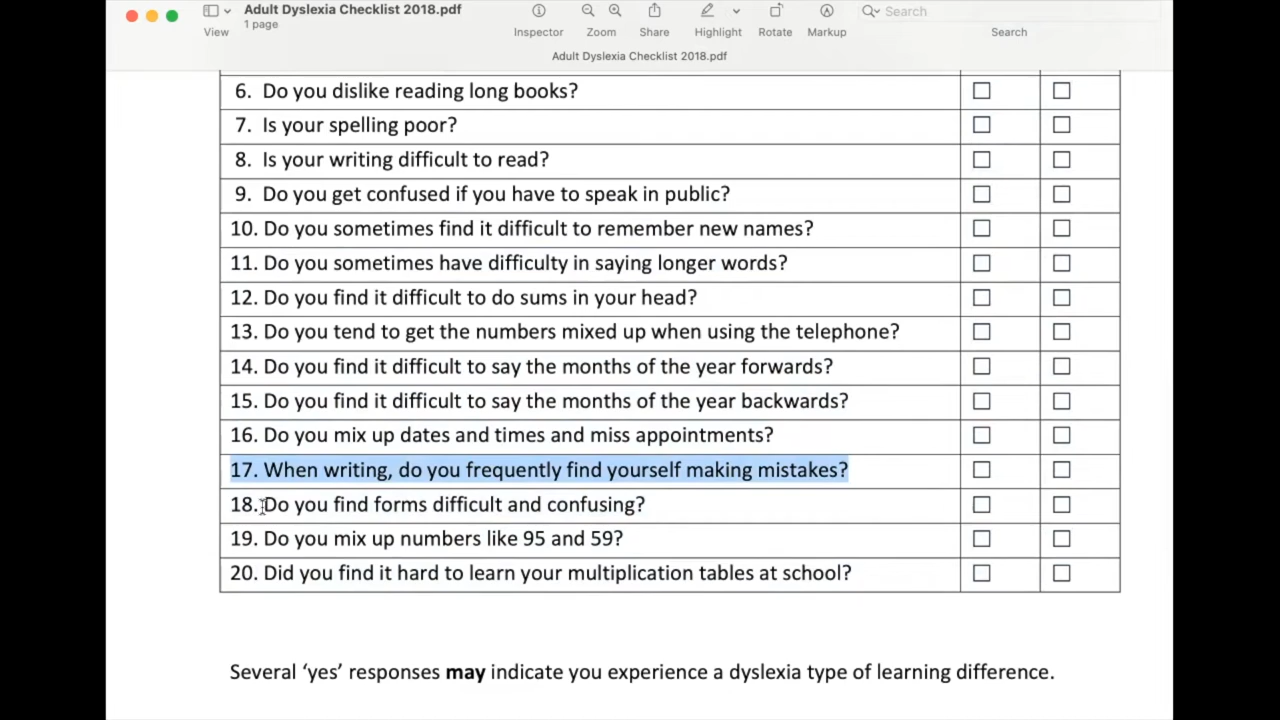 Adult Dyslexia Checklist 2018.pdf
1 page
View
Inspector
Zoom
Share
Highlight
Rotate
Markup
Search
Search
Adult Dyslexia Checklist 2018.pdf
6. Do you dislike reading long books?
7. Is your spelling poor?
8. Is your writing difficult to read?
9. Do you get confused if you have to speak in public?
10. Do you sometimes find it difficult to remember new names?
11. Do you sometimes have difficulty in saying longer words?
12. Do you find it difficult to do sums in your head?
13. Do you tend to get the numbers mixed up when using the telephone?
14. Do you find it difficult to say the months of the year forwards?
15. Do you find it difficult to say the months of the year backwards?
16. Do you mix up dates and times and miss appointments?
17. When writing, do you frequently find yourself making mistakes?
18. Do you find forms difficult and confusing?
19. Do you mix up numbers like 95 and 59?
20. Did you find it hard to learn your multiplication tables at school?
Several ‘yes’ responses may indicate you experience a dyslexia type of learning difference.